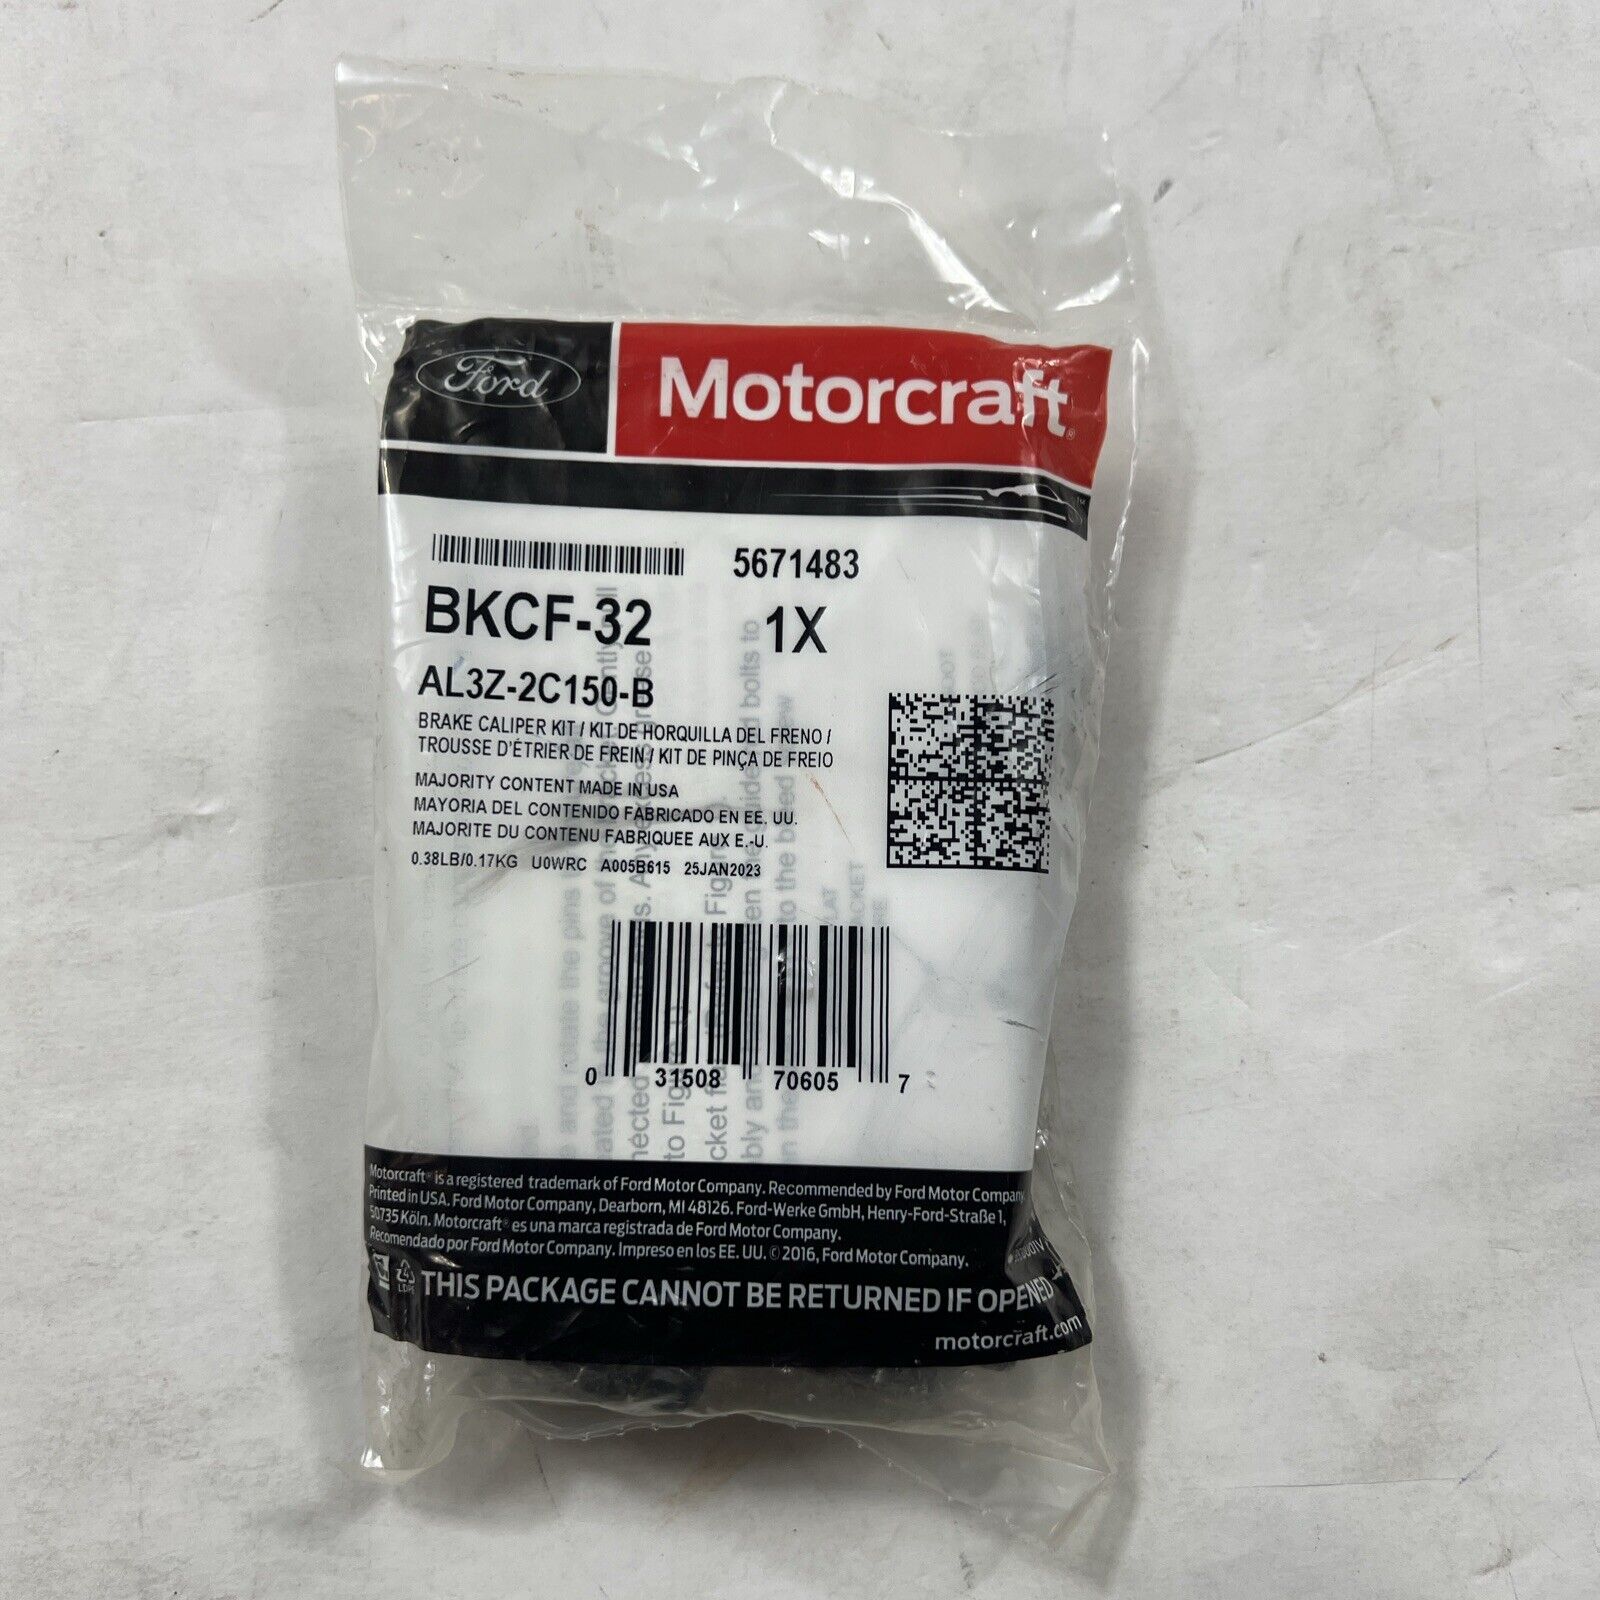 Ford Motorcraft®
5671483
BKCF-32 1X
AL3Z-2C150-B
BRAKE CALIPER KIT / KIT DE HORQUILLA DEL FRENO /
TROUSSE D'ÉTRIER DE FREIN / KIT DE PINÇA DE FREIO
MAJORITY CONTENT MADE IN USA
MAYORIA DEL CONTENIDO FABRICADO EN EE. UU.
MAJORITE DU CONTENU FABRIQUEE AUX E.-U.
0.38LB/0.17KG U0WRC A005B615 25JAN2023
0 31508 70605 7
Motorcraft® is a registered trademark of Ford Motor Company. Recommended by Ford Motor Company
Printed in USA. Ford Motor Company, Dearborn, MI 48126. Ford-Werke GmbH, Henry-Ford-Straße 1,
50735 Köln. Motorcraft® es una marca registrada de Ford Motor Company.
Recomendado por Ford Motor Company. Impreso en los EE. UU. © 2016, Ford Motor Company.
4
LDPE
THIS PACKAGE CANNOT BE RETURNED IF OPENED
motorcraft.com